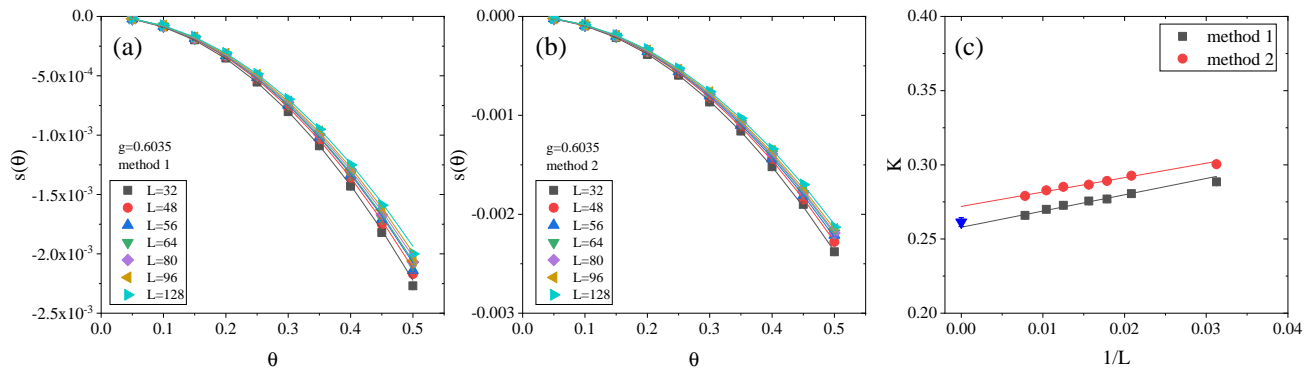 (a)
0.0
-5.0x10⁻⁴
-1.0x10⁻³
-1.5x10⁻³
-2.0x10⁻³
-2.5x10⁻³
s(θ)
g=0.6035
method 1
L=32
L=48
L=56
L=64
L=80
L=96
L=128
0.0 0.1 0.2 0.3 0.4 0.5
θ
(b)
0.000
-0.001
-0.002
-0.003
s(θ)
g=0.6035
method 2
L=32
L=48
L=56
L=64
L=80
L=96
L=128
0.0 0.1 0.2 0.3 0.4 0.5
θ
(c)
method 1
method 2
0.40
0.35
0.30
0.25
0.20
K
0.00 0.01 0.02 0.03 0.04
1/L